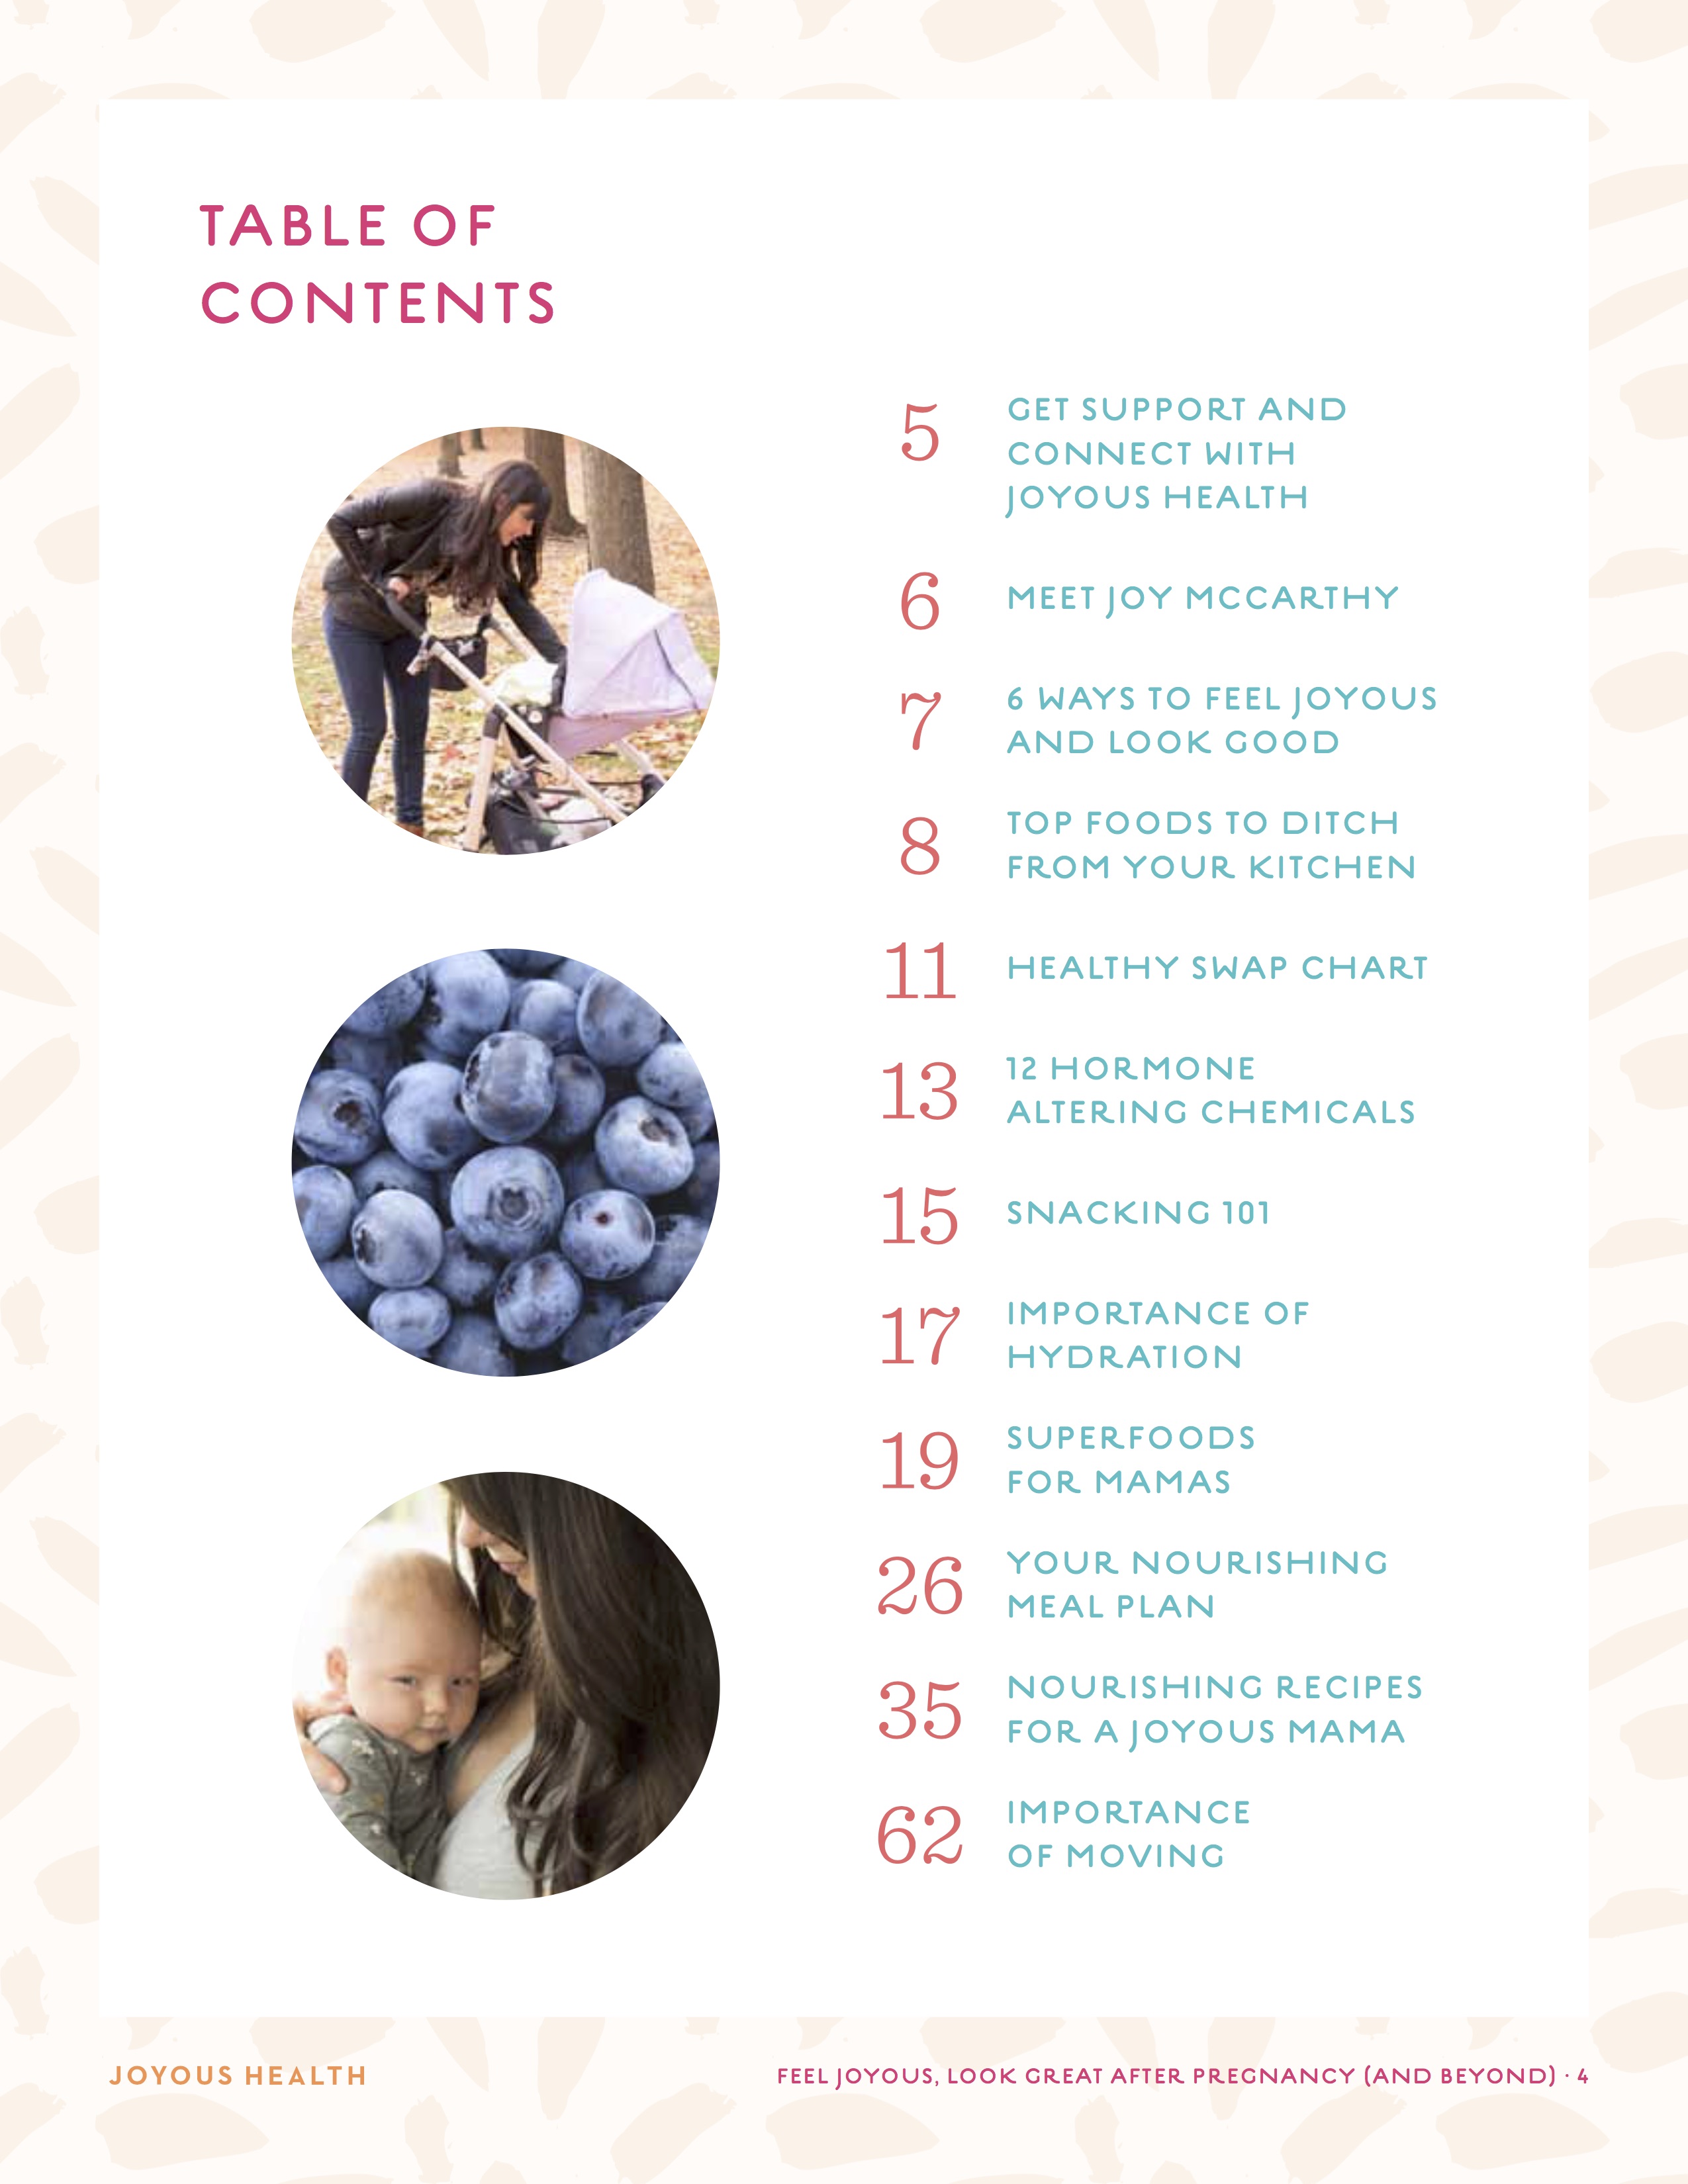 TABLE OF
CONTENTS
5
GET SUPPORT AND
CONNECT WITH
JOYOUS HEALTH
6
MEET JOY MCCARTHY
7
6 WAYS TO FEEL JOYOUS
AND LOOK GOOD
8
TOP FOODS TO DITCH
FROM YOUR KITCHEN
11
HEALTHY SWAP CHART
13
12 HORMONE
ALTERING CHEMICALS
15
SNACKING 101
17
IMPORTANCE OF
HYDRATION
19
SUPERFOODS
FOR MAMAS
26
YOUR NOURISHING
MEAL PLAN
35
NOURISHING RECIPES
FOR A JOYOUS MAMA
62
IMPORTANCE
OF MOVING
JOYOUS HEALTH
FEEL JOYOUS, LOOK GREAT AFTER PREGNANCY (AND BEYOND) · 4